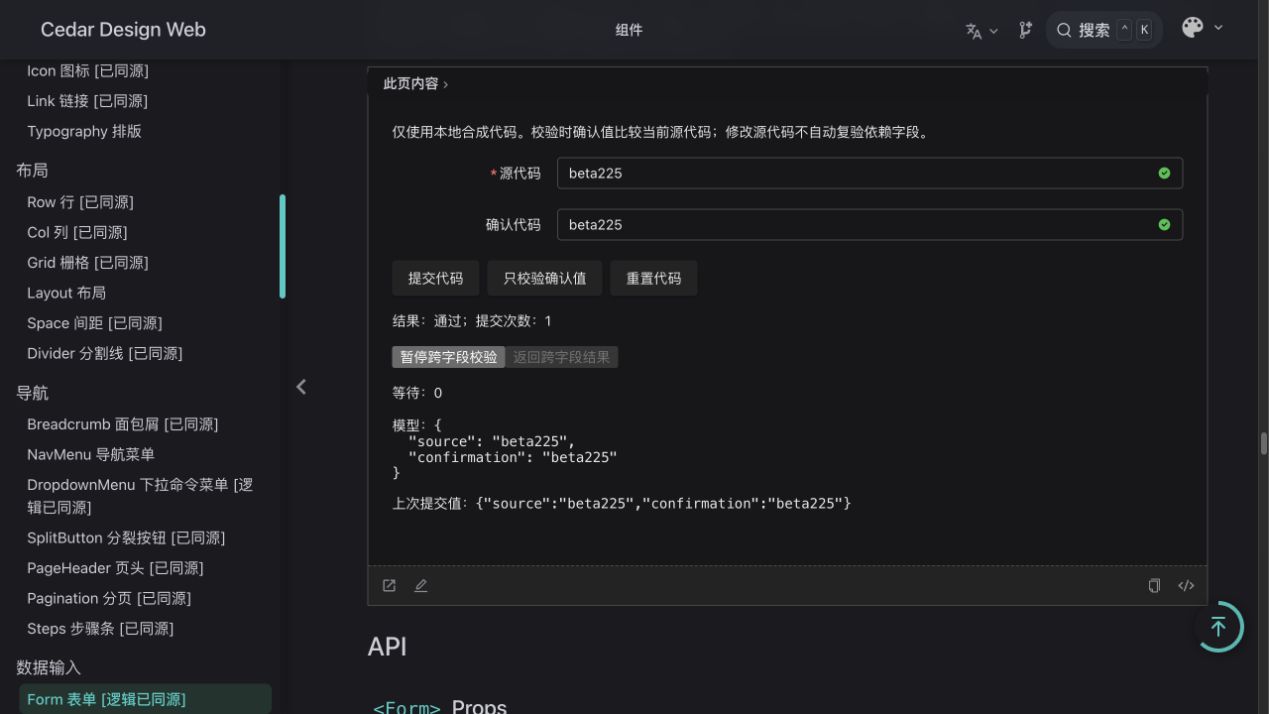 Cedar Design Web
组件
搜索 ^ K
Icon 图标 [已同源]
Link 链接 [已同源]
Typography 排版
布局
Row 行 [已同源]
Col 列 [已同源]
Grid 栅格 [已同源]
Layout 布局
Space 间距 [已同源]
Divider 分割线 [已同源]
导航
Breadcrumb 面包屑 [已同源]
NavMenu 导航菜单
DropdownMenu 下拉命令菜单 [逻
辑已同源]
SplitButton 分裂按钮 [已同源]
PageHeader 页头 [已同源]
Pagination 分页 [已同源]
Steps 步骤条 [已同源]
数据输入
Form 表单 [逻辑已同源]
此页内容 ›
仅使用本地合成代码。校验时确认值比较当前源代码；修改源代码不自动复验依赖字段。
*源代码 beta225
确认代码 beta225
提交代码 只校验确认值 重置代码
结果：通过；提交次数：1
暂停跨字段校验 返回跨字段结果
等待：0
模型：{
"source": "beta225",
"confirmation": "beta225"
}
上次提交值：{"source":"beta225","confirmation":"beta225"}
API
<Form> Props